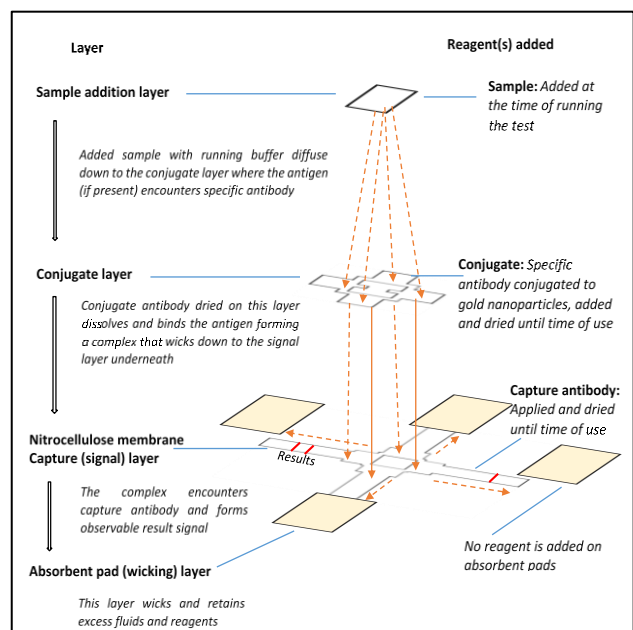 Layer
Reagent(s) added
Sample addition layer
Sample: Added at
the time of running
the test
Added sample with running buffer diffuse
down to the conjugate layer where the antigen
(if present) encounters specific antibody
Conjugate layer
Conjugate: Specific
antibody conjugated to
gold nanoparticles, added
and dried until time of use
Conjugate antibody dried on this layer
dissolves and binds the antigen forming
a complex that wicks down to the signal
layer underneath
Capture antibody:
Applied and dried
until time of use
Nitrocellulose membrane
Capture (signal) layer
Results
The complex encounters
capture antibody and forms
observable result signal
No reagent is added on
absorbent pads
Absorbent pad (wicking) layer
This layer wicks and retains
excess fluids and reagents